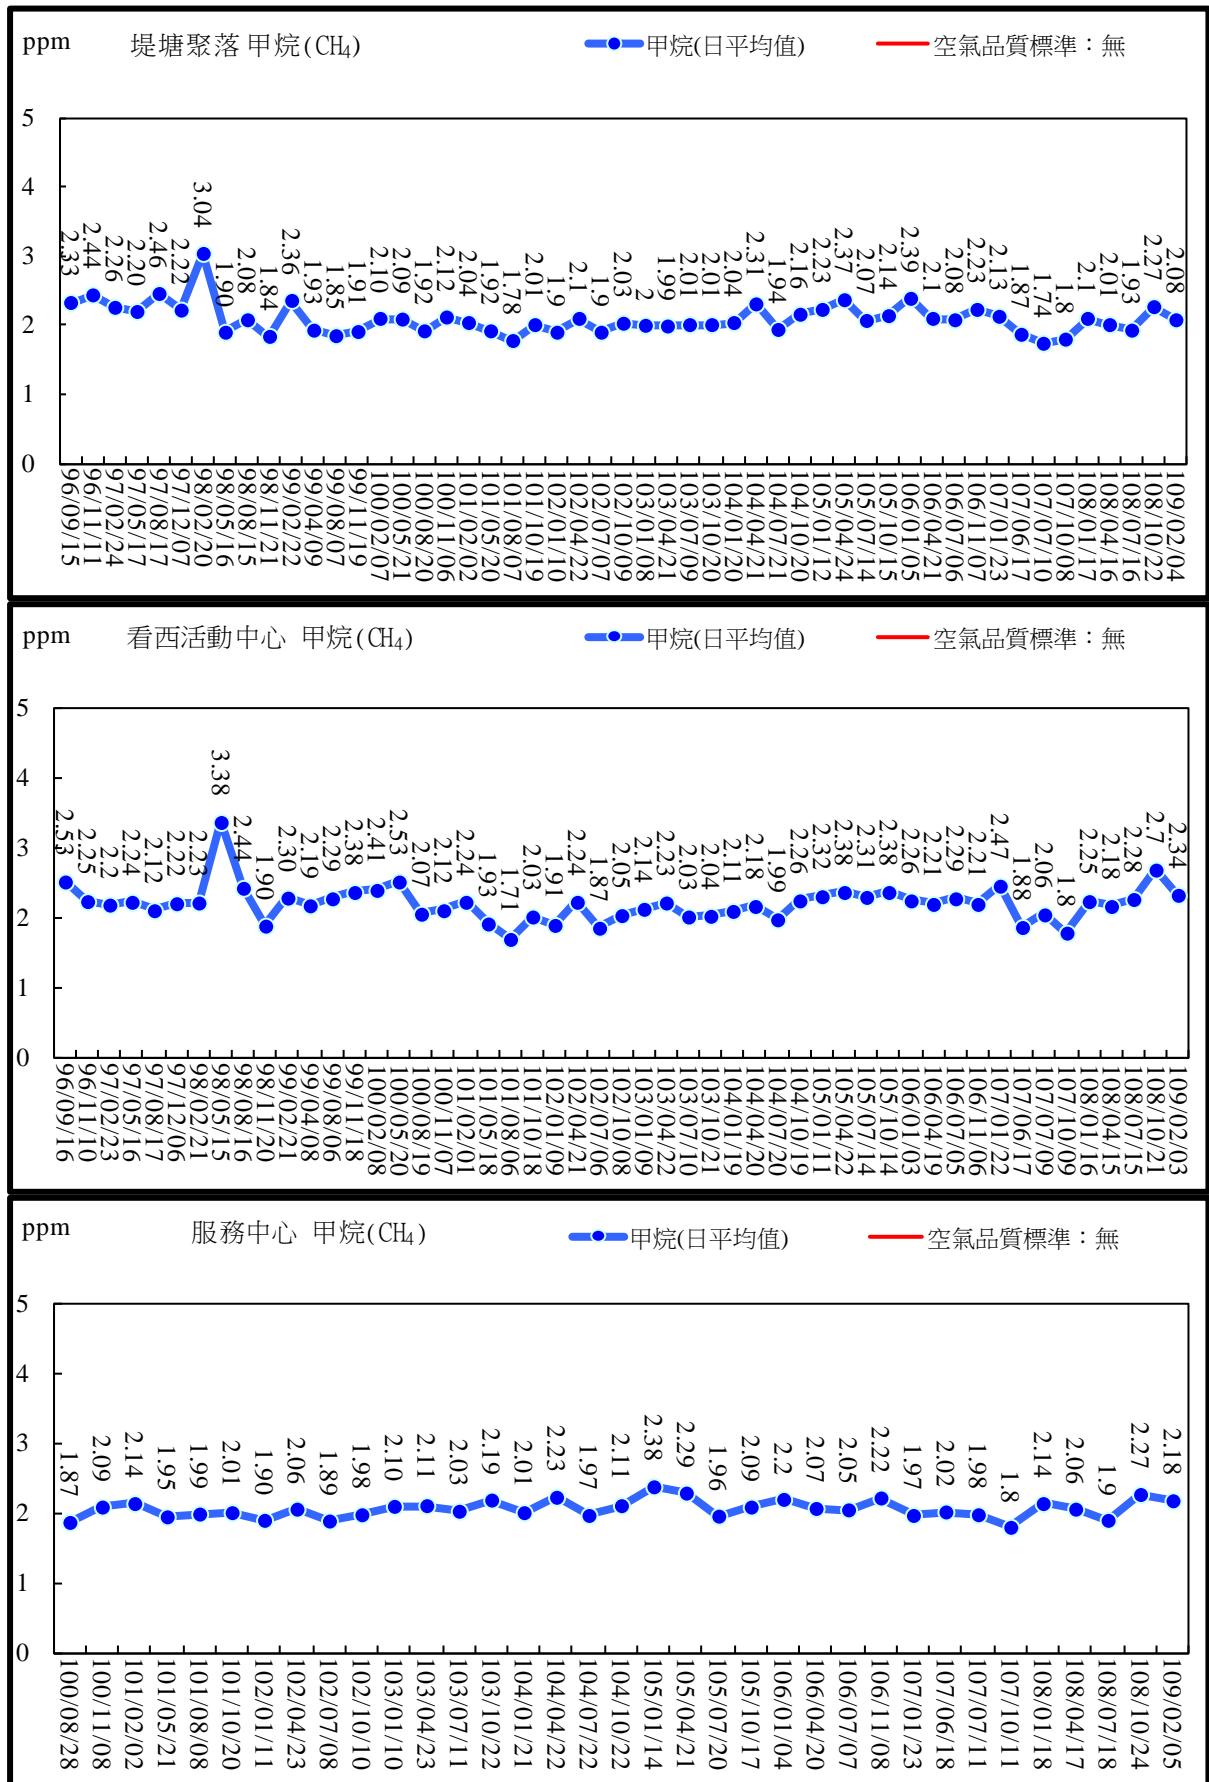 ppm 堤塘聚落 甲烷(CH4) 甲烷(日平均值) 空氣品質標準：無
5
4
3
2
1
0
2.33 2.44 2.26 2.20 2.46 2.22 3.04 1.90 2.08 1.84 2.36 1.93 1.85 1.91 2.10 2.09 1.92 2.12 2.04 1.92 1.78 2.01 1.9 2.1 1.9 2.03 2 1.99 2.01 2.01 2.04 2.31 1.94 2.16 2.23 2.37 2.07 2.14 2.39 2.1 2.08 2.23 2.13 1.87 1.74 1.8 2.1 2.01 1.93 2.27 2.08
96/09/15 96/11/11 97/02/24 97/05/17 97/08/17 97/12/07 98/02/20 98/05/16 98/08/15 98/11/21 99/02/22 99/04/09 99/08/07 99/11/19 100/02/07 100/05/21 100/08/20 100/11/06 101/02/02 101/05/20 101/08/07 101/10/19 102/01/10 102/04/22 102/07/07 102/10/09 103/01/08 103/04/21 103/07/09 103/10/20 104/01/20 104/04/21 104/07/21 104/10/20 105/01/12 105/04/24 105/07/14 105/10/15 106/01/05 106/04/21 106/07/06 106/11/07 107/01/23 107/06/17 107/07/10 107/10/08 108/01/17 108/04/16 108/07/16 108/10/22 109/02/04
ppm 看西活動中心 甲烷(CH4) 甲烷(日平均值) 空氣品質標準：無
5
4
3
2
1
0
2.53 2.25 2.2 2.24 2.12 2.22 2.23 3.38 2.44 1.90 2.30 2.19 2.29 2.38 2.41 2.53 2.07 2.12 2.24 1.93 1.71 2.03 1.91 2.24 1.87 2.05 2.14 2.23 2.03 2.04 2.11 2.18 1.99 2.26 2.32 2.38 2.31 2.38 2.26 2.21 2.29 2.21 2.47 1.88 2.06 1.8 2.25 2.18 2.28 2.7 2.34
96/09/16 96/11/10 97/02/23 97/05/16 97/08/17 97/12/06 98/02/21 98/05/15 98/08/16 98/11/20 99/02/21 99/04/08 99/08/06 99/11/18 100/02/08 100/05/20 100/08/19 100/11/07 101/02/01 101/05/18 101/08/06 101/10/18 102/01/09 102/04/21 102/07/06 102/10/08 103/01/09 103/04/22 103/07/10 103/10/21 104/01/19 104/04/20 104/07/20 104/10/19 105/01/11 105/04/22 105/07/14 105/10/14 106/01/03 106/04/19 106/07/05 106/11/06 107/01/22 107/06/17 107/07/09 107/10/09 108/01/16 108/04/15 108/07/15 108/10/21 109/02/03
ppm 服務中心 甲烷(CH4) 甲烷(日平均值) 空氣品質標準：無
5
4
3
2
1
0
1.87 2.09 2.14 1.95 1.99 2.01 1.90 2.06 1.89 1.98 2.10 2.11 2.03 2.19 2.01 2.23 1.97 2.11 2.38 2.29 1.96 2.09 2.2 2.07 2.05 2.22 1.97 2.02 1.98 1.8 2.14 2.06 1.9 2.27 2.18
100/08/28 100/11/08 101/02/02 101/05/21 101/08/08 101/10/20 102/01/11 102/04/23 102/07/08 102/10/10 103/01/10 103/04/23 103/07/11 103/10/22 104/01/21 104/04/22 104/07/22 104/10/22 105/01/14 105/04/21 105/07/20 105/10/17 106/01/04 106/04/20 106/07/07 106/11/08 107/01/23 107/06/18 107/07/11 107/10/11 108/01/18 108/04/17 108/07/18 108/10/24 109/02/05